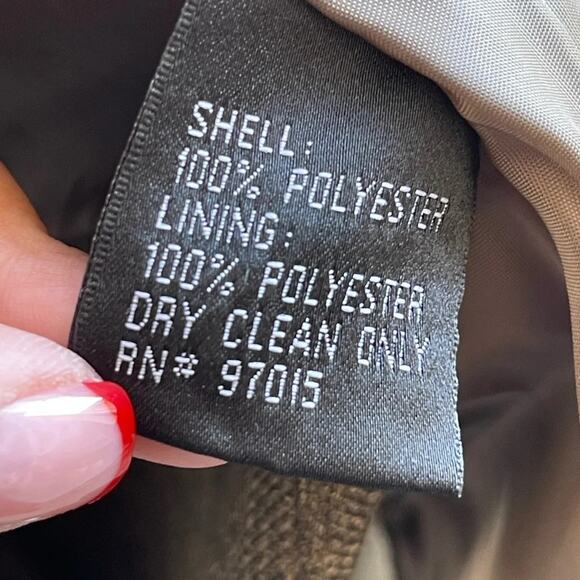 SHELL:
100% POLYESTER
LINING:
100% POLYESTER
DRY CLEAN ONLY
RN# 97015